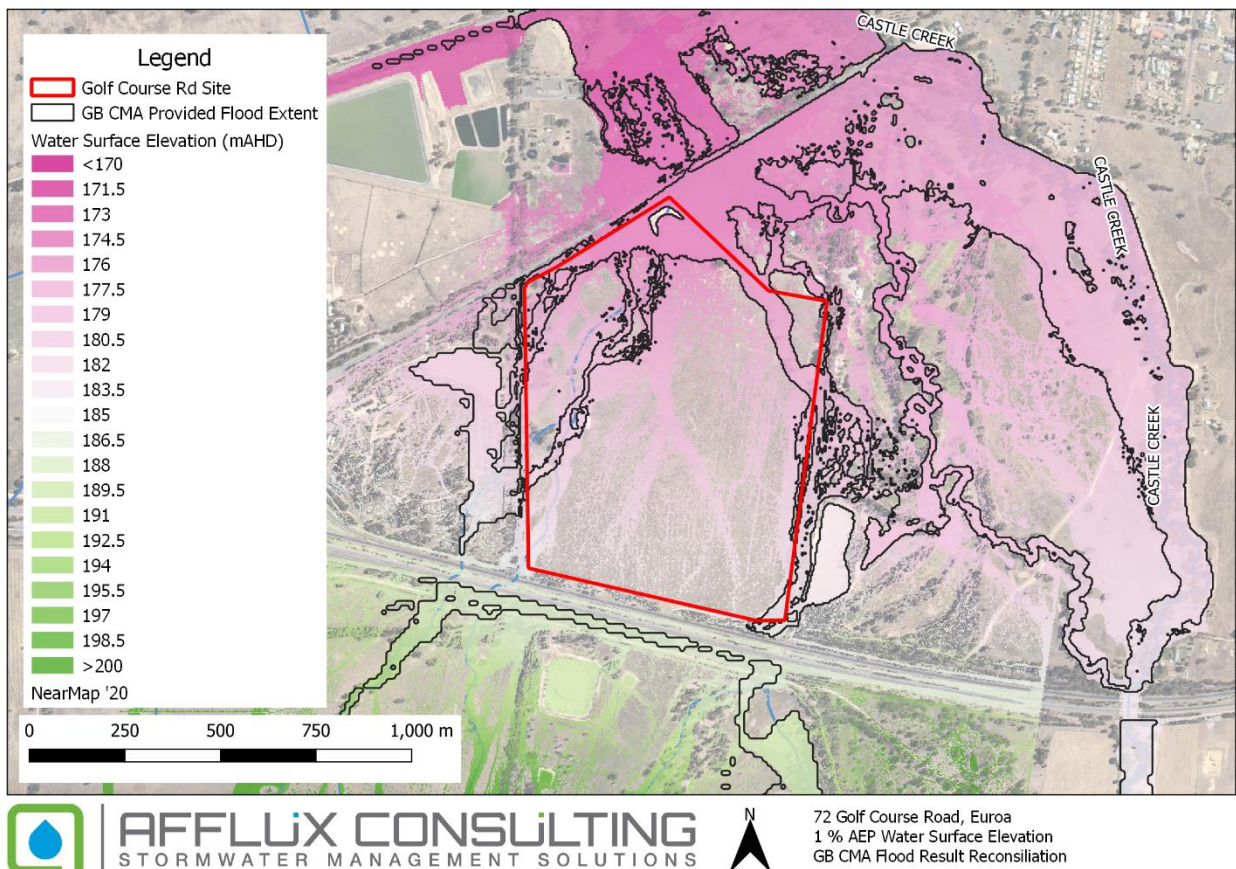 Legend
Golf Course Rd Site
GB CMA Provided Flood Extent
Water Surface Elevation (mAHD)
<170
171.5
173
174.5
176
177.5
179
180.5
182
183.5
185
186.5
188
189.5
191
192.5
194
195.5
197
198.5
>200
NearMap '20
0 250 500 750 1,000 m
CASTLE CREEK
CASTLE CREEK
CASTLE CREEK
AFFLUX CONSULTING
STORMWATER MANAGEMENT SOLUTIONS
N
72 Golf Course Road, Euroa
1 % AEP Water Surface Elevation
GB CMA Flood Result Reconsiliation